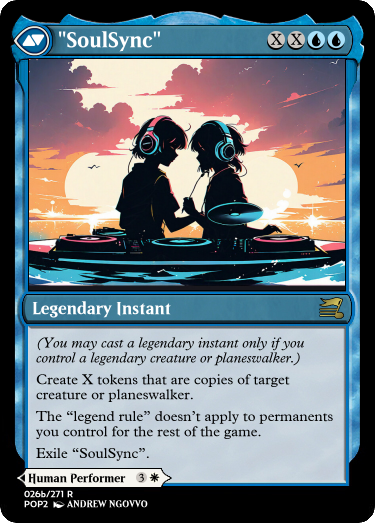 "SoulSync" XX
Legendary Instant
(You may cast a legendary instant only if you
control a legendary creature or planeswalker.)
Create X tokens that are copies of target
creature or planeswalker.
The “legend rule” doesn’t apply to permanents
you control for the rest of the game.
Exile “SoulSync”.
Human Performer 3
026b/271 R
POP2 ANDREW NGOVVO